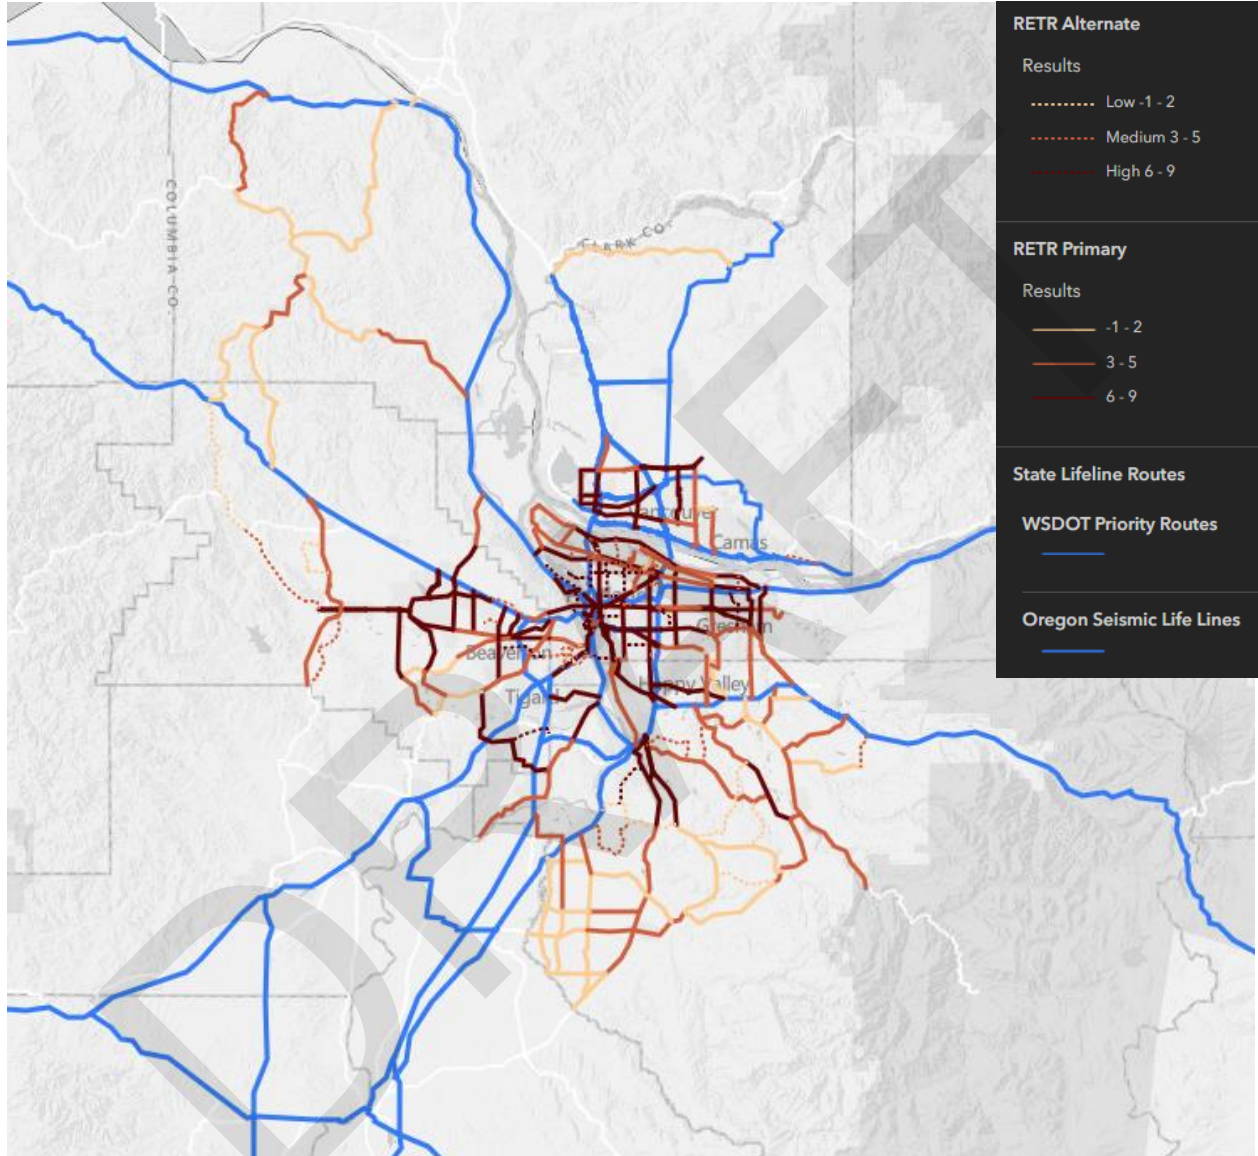 RETR Alternate
Results
Low -1 - 2
Medium 3 - 5
High 6 - 9
RETR Primary
Results
-1 - 2
3 - 5
6 - 9
State Lifeline Routes
WSDOT Priority Routes
Oregon Seismic Life Lines
COLUMBIA CO.
CLARK CO.
Vancouver
Camas
Gresham
Beaverton
Happy Valley
Tigard
DRAFT